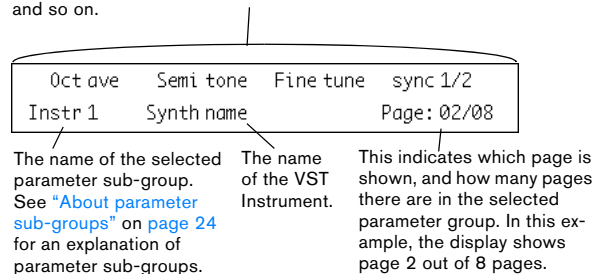 and so on.
Oct ave Semi tone Fine tune sync 1/2
Instr 1 Synth name Page: 02/08
The name of the selected
parameter sub-group.
See “About parameter
sub-groups” on page 24
for an explanation of
parameter sub-groups.
The name
of the VST
Instrument.
This indicates which page is
shown, and how many pages
there are in the selected
parameter group. In this ex-
ample, the display shows
page 2 out of 8 pages.